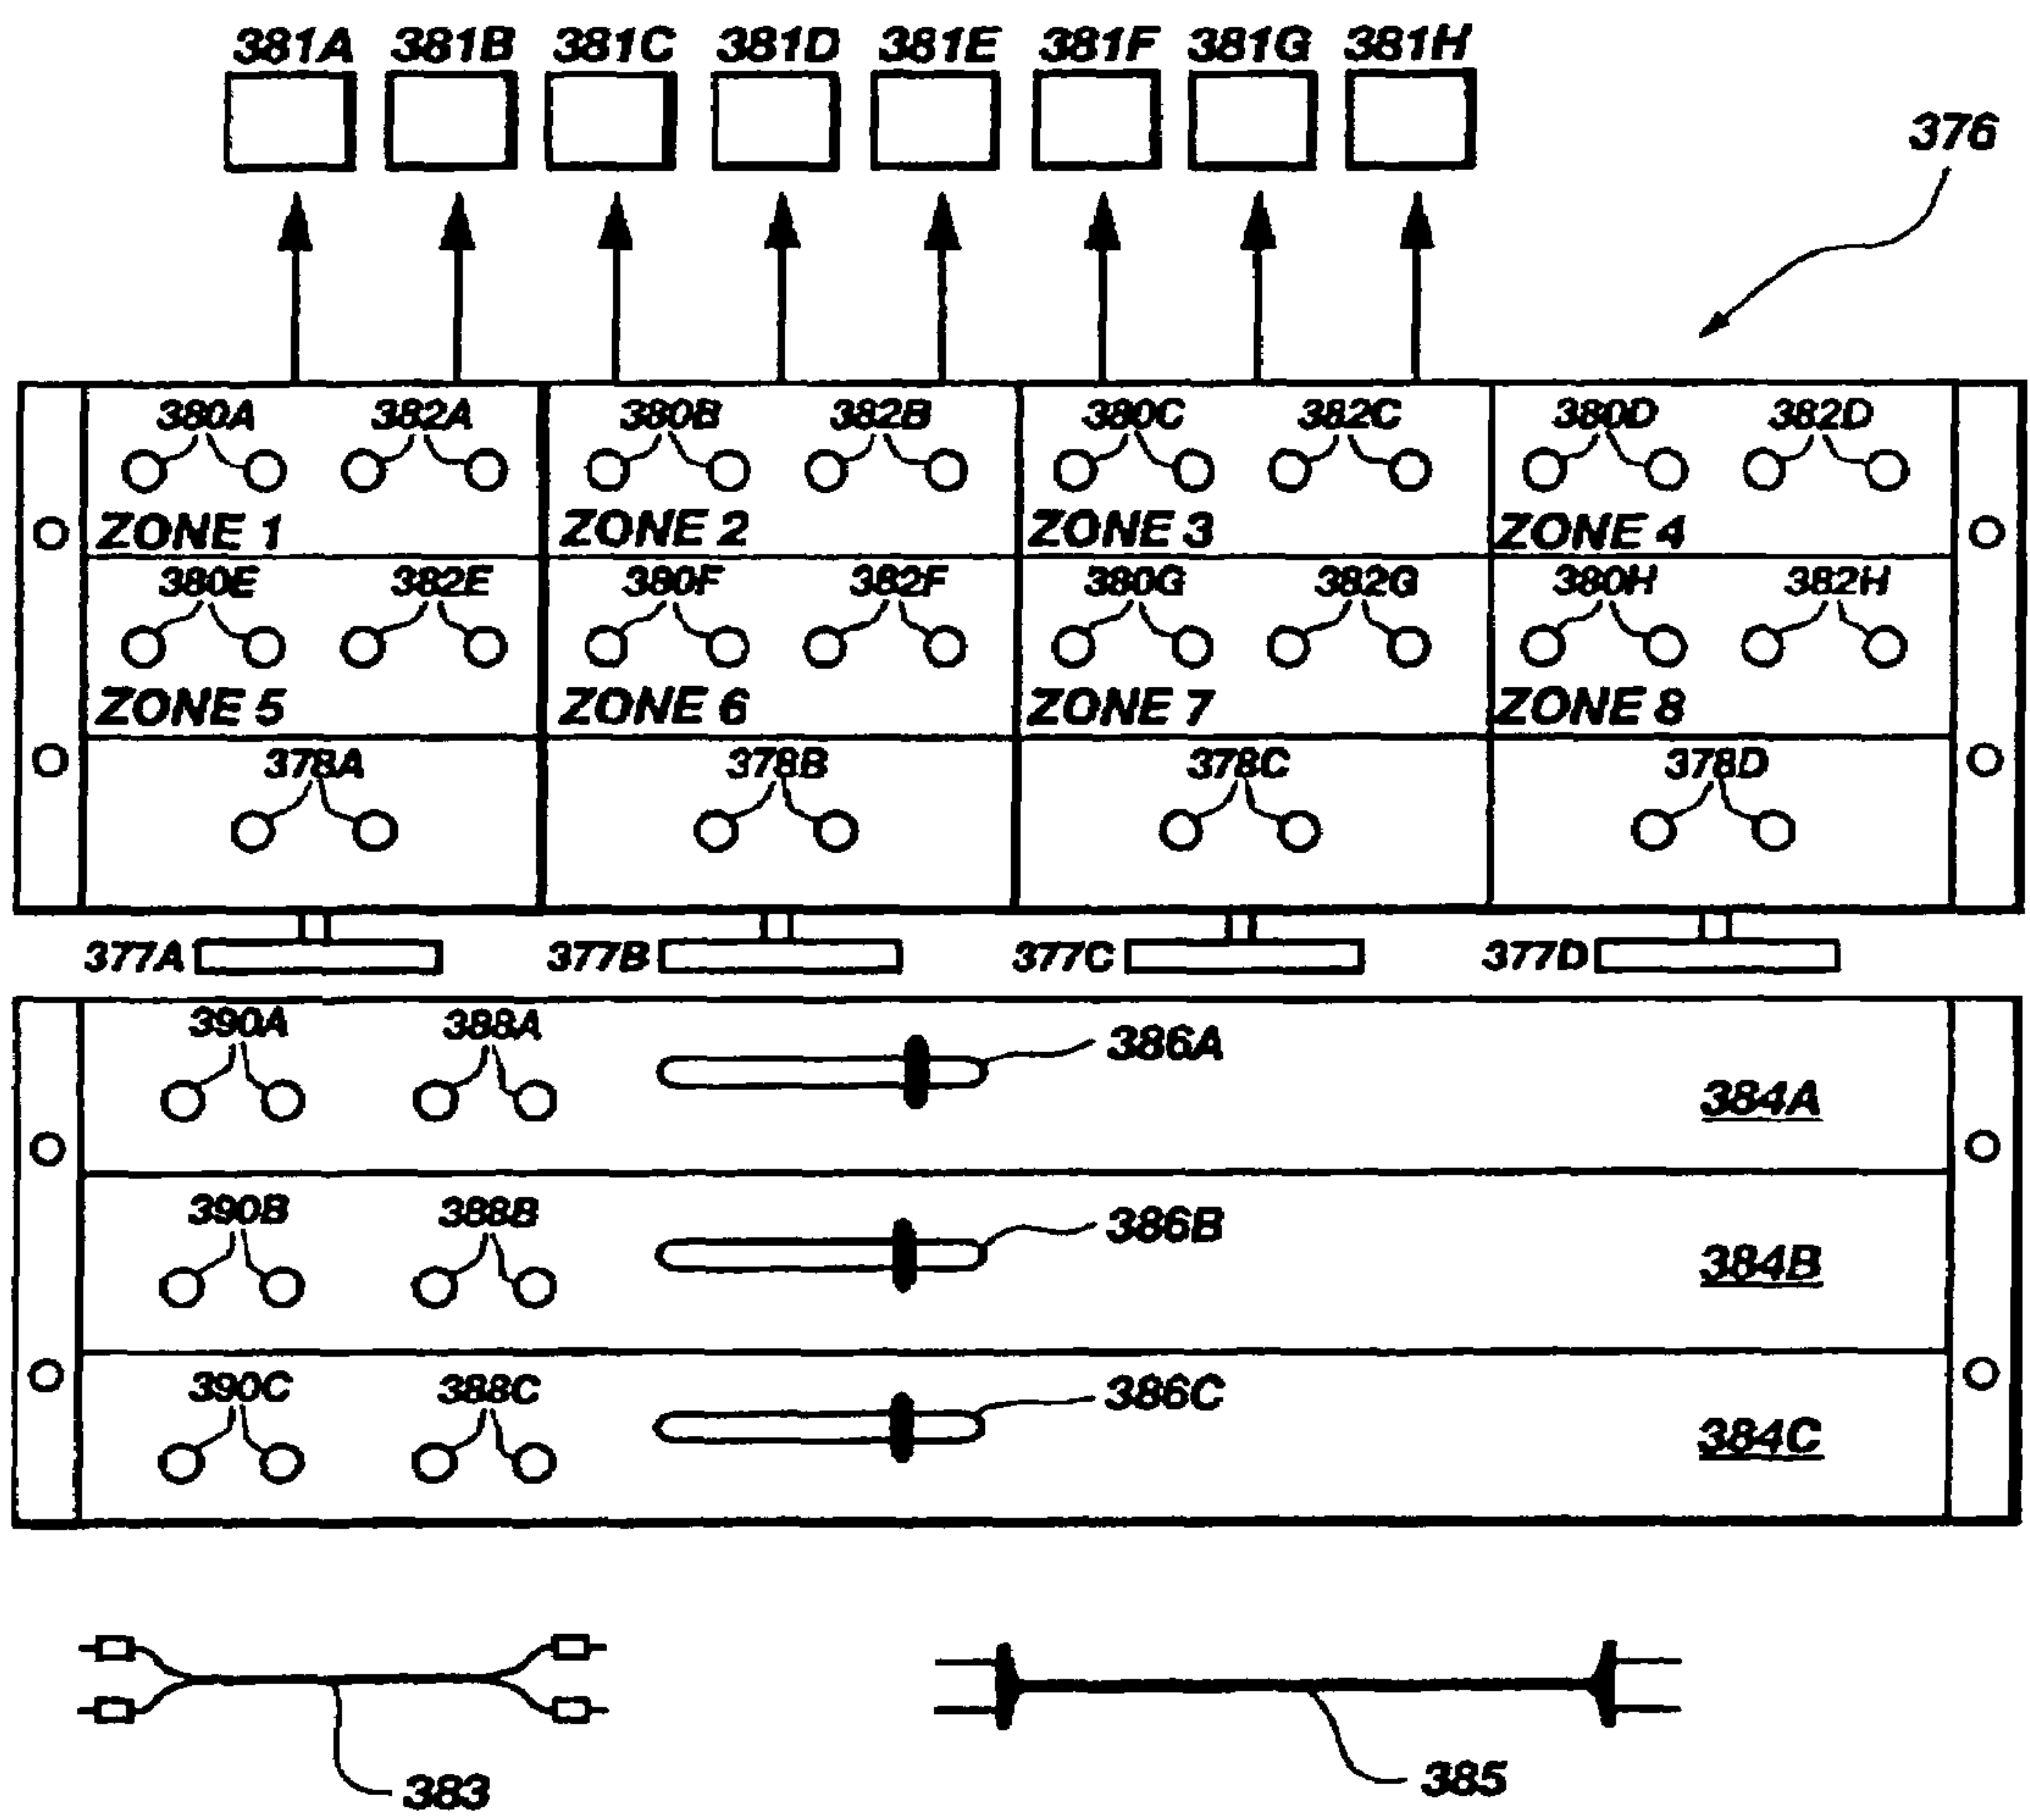 381A 381B 381C 381D 381E 381F 381G 381H
376
380A 382A 380B 382B 380C 382C 380D 382D
ZONE 1 ZONE 2 ZONE 3 ZONE 4
380E 382E 380F 382F 380G 382G 380H 382H
ZONE 5 ZONE 6 ZONE 7 ZONE 8
378A 378B 378C 378D
377A 377B 377C 377D
390A 388A 386A 384A
390B 388B 386B 384B
390C 388C 386C 384C
383 385